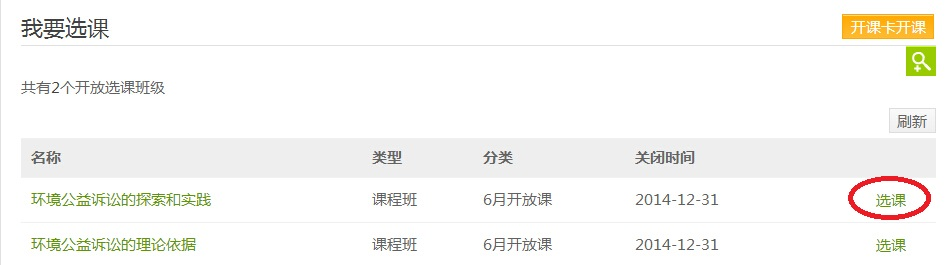 我要选课
开课卡开课
共有2个开放选课班级
刷新
名称 类型 分类 关闭时间
环境公益诉讼的探索和实践 课程班 6月开放课 2014-12-31 选课
环境公益诉讼的理论依据 课程班 6月开放课 2014-12-31 选课